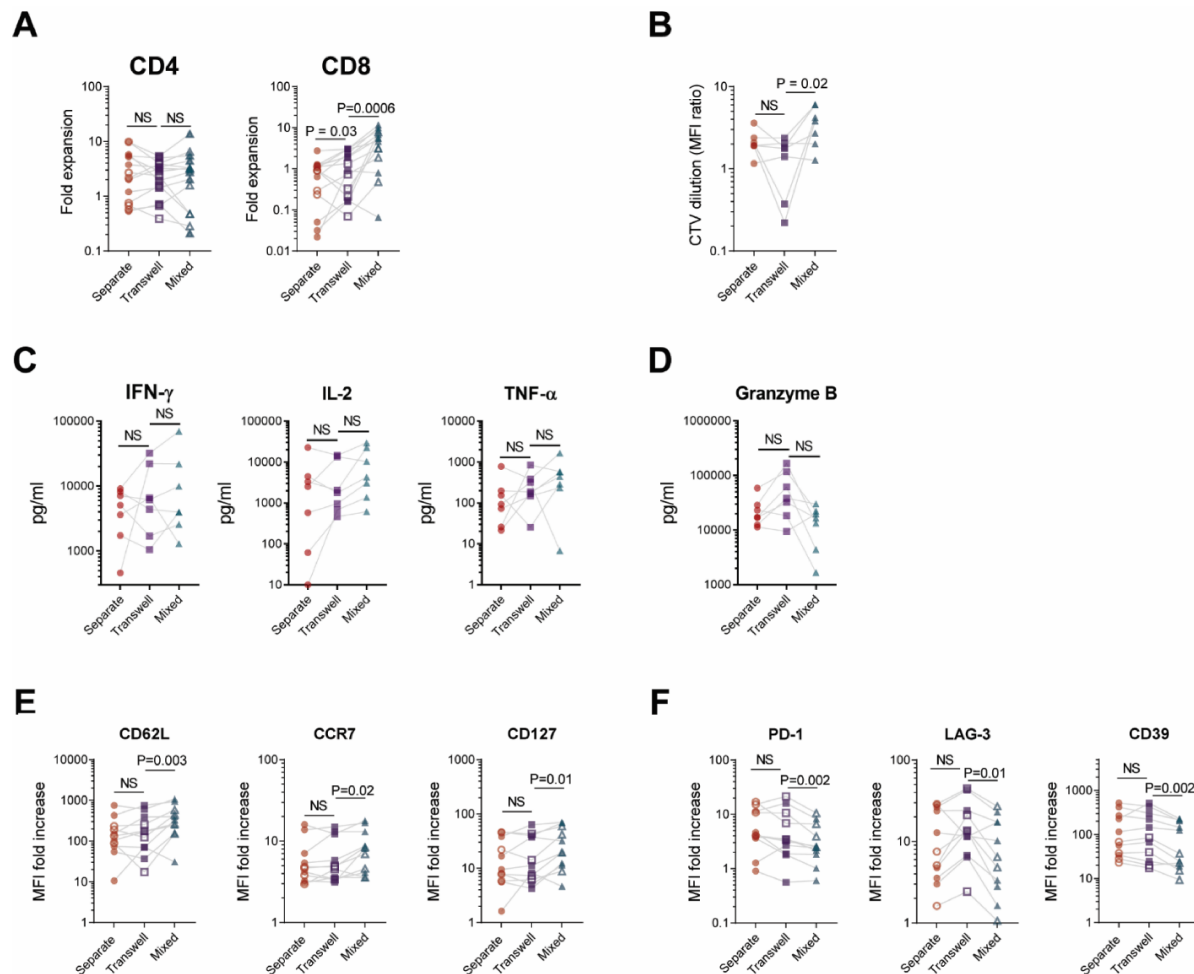 A
B
CD4
CD8
Fold expansion
100
10
1
0.1
NS
NS
Separate
Transwell
Mixed
Fold expansion
100
10
1
0.1
0.01
P = 0.03
P=0.0006
Separate
Transwell
Mixed
CTV dilution (MFI ratio)
10
1
0.1
NS
P = 0.02
Separate
Transwell
Mixed
C
D
IFN-γ
IL-2
TNF-α
Granzyme B
pg/ml
100000
10000
1000
NS
NS
Separate
Transwell
Mixed
pg/ml
100000
10000
1000
100
10
NS
NS
Separate
Transwell
Mixed
pg/ml
10000
1000
100
10
1
NS
NS
Separate
Transwell
Mixed
pg/ml
1000000
100000
10000
1000
NS
NS
Separate
Transwell
Mixed
E
F
CD62L
CCR7
CD127
PD-1
LAG-3
CD39
MFI fold increase
10000
1000
100
10
1
NS
P=0.003
Separate
Transwell
Mixed
MFI fold increase
100
10
1
NS
P=0.02
Separate
Transwell
Mixed
MFI fold increase
1000
100
10
1
NS
P=0.01
Separate
Transwell
Mixed
MFI fold increase
100
10
1
0.1
NS
P=0.002
Separate
Transwell
Mixed
MFI fold increase
100
10
1
NS
P=0.01
Separate
Transwell
Mixed
MFI fold increase
1000
100
10
1
NS
P=0.002
Separate
Transwell
Mixed